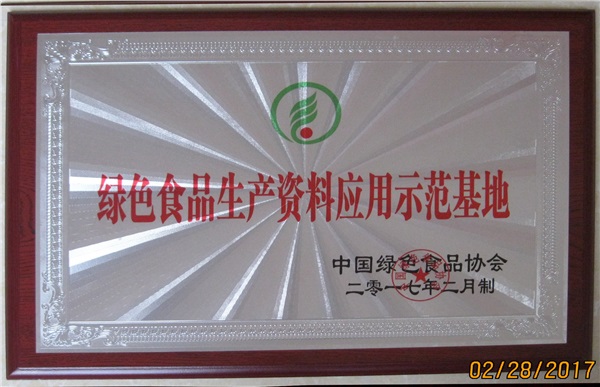 绿色食品生产资料应用示范基地
中国绿色食品协会
二零一七年二月制
02/28/2017